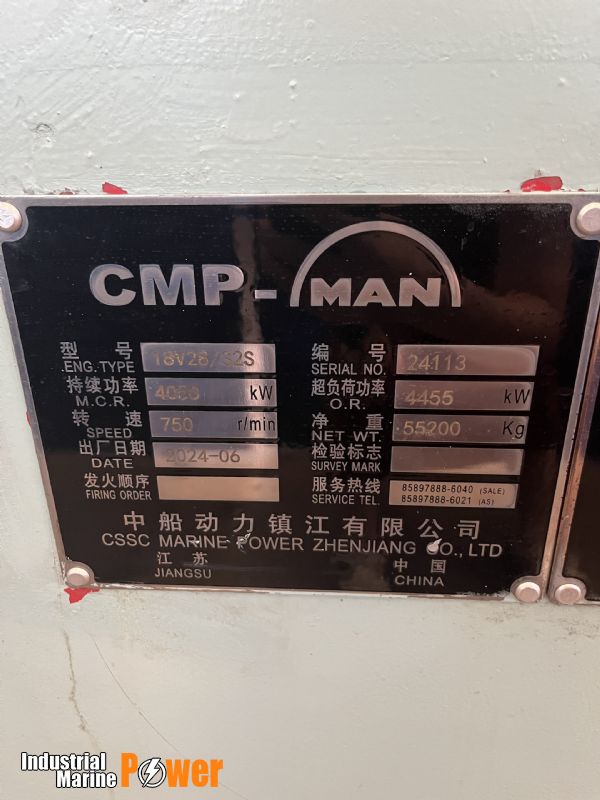 CMP-MAN
型号 ENG.TYPE 18V28/32S 编号 SERIAL NO. 24113
持续功率 M.C.R. 4050 kW 超负荷功率 O.R. 4455 kW
转速 SPEED 750 r/min 净重 NET WT. 55200 Kg
出厂日期 DATE 2024-06 检验标志 SURVEY MARK
发火顺序 FIRING ORDER 服务热线 SERVICE TEL. 85897888-6040 (SALE)
85897888-6021 (AS)
中船动力镇江有限公司
CSSC MARINE POWER ZHENJIANG CO., LTD
江苏 中国
JIANGSU CHINA
Industrial Marine Power